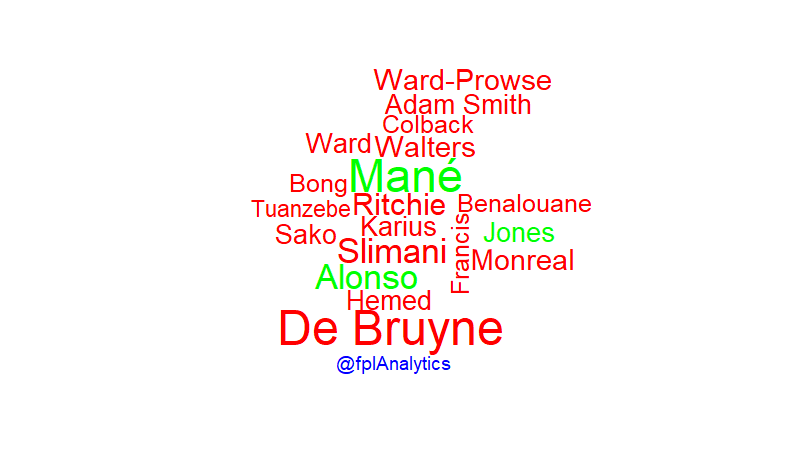 Ward-Prowse
Adam Smith
Colback
Ward
Walters
Mané
Bong
Tuanzebe
Ritchie
Benalouane
Karius
Sako
Francis
Jones
Slimani
Monreal
Alonso
Hemed
De Bruyne
@fplAnalytics